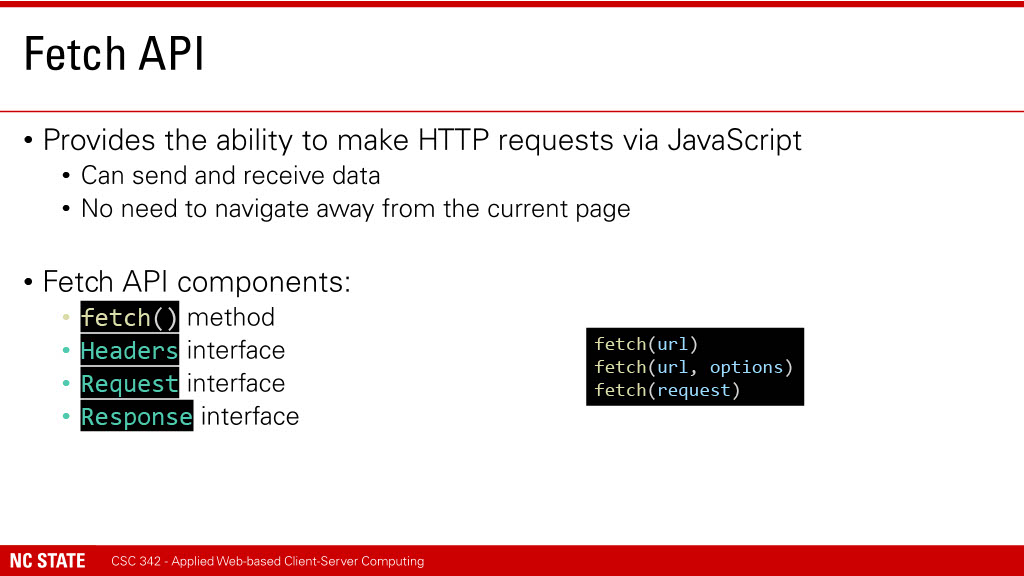 Fetch API
• Provides the ability to make HTTP requests via JavaScript
• Can send and receive data
• No need to navigate away from the current page
• Fetch API components:
• fetch() method
• Headers interface
• Request interface
• Response interface
fetch(url)
fetch(url, options)
fetch(request)
NC STATE CSC 342 - Applied Web-based Client-Server Computing